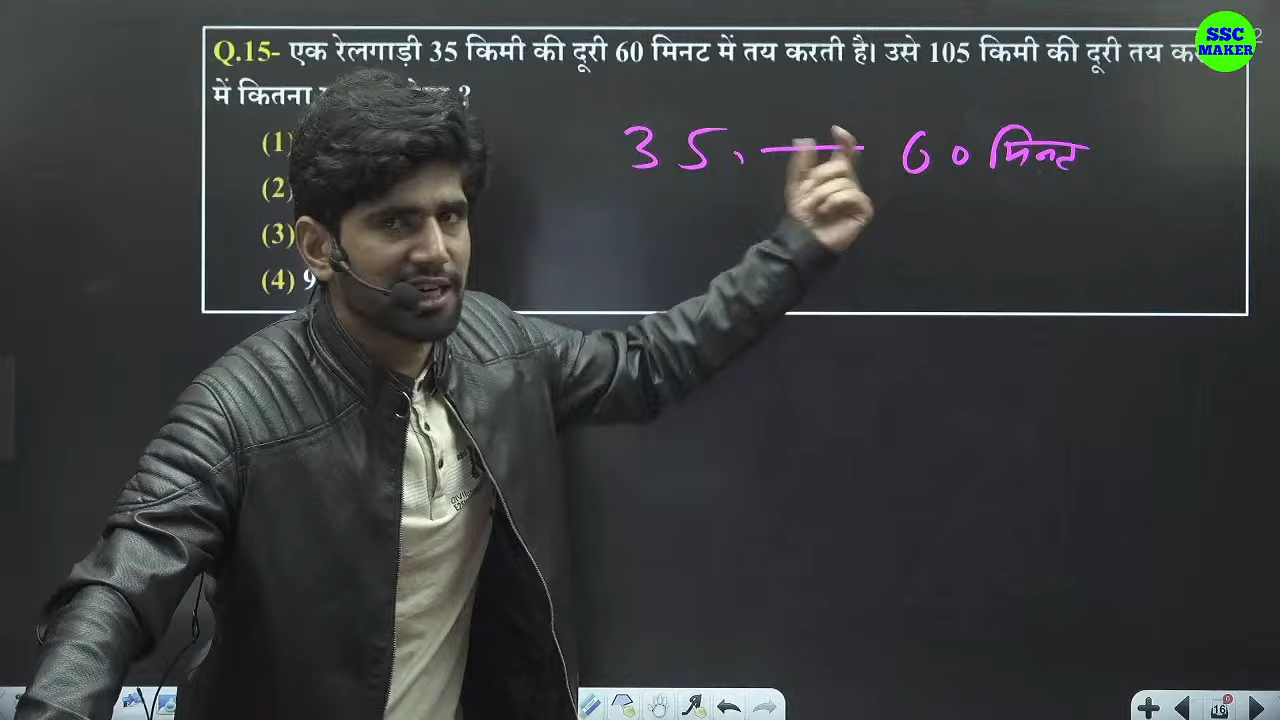 Q.15- एक रेलगाड़ी 35 किमी की दूरी 60 मिनट में तय करती है। उसे 105 किमी की दूरी तय
में कितना ?
(1)
(2)
(3)
(4) 9
35, — 60 मिनट
SSC
MAKER
16